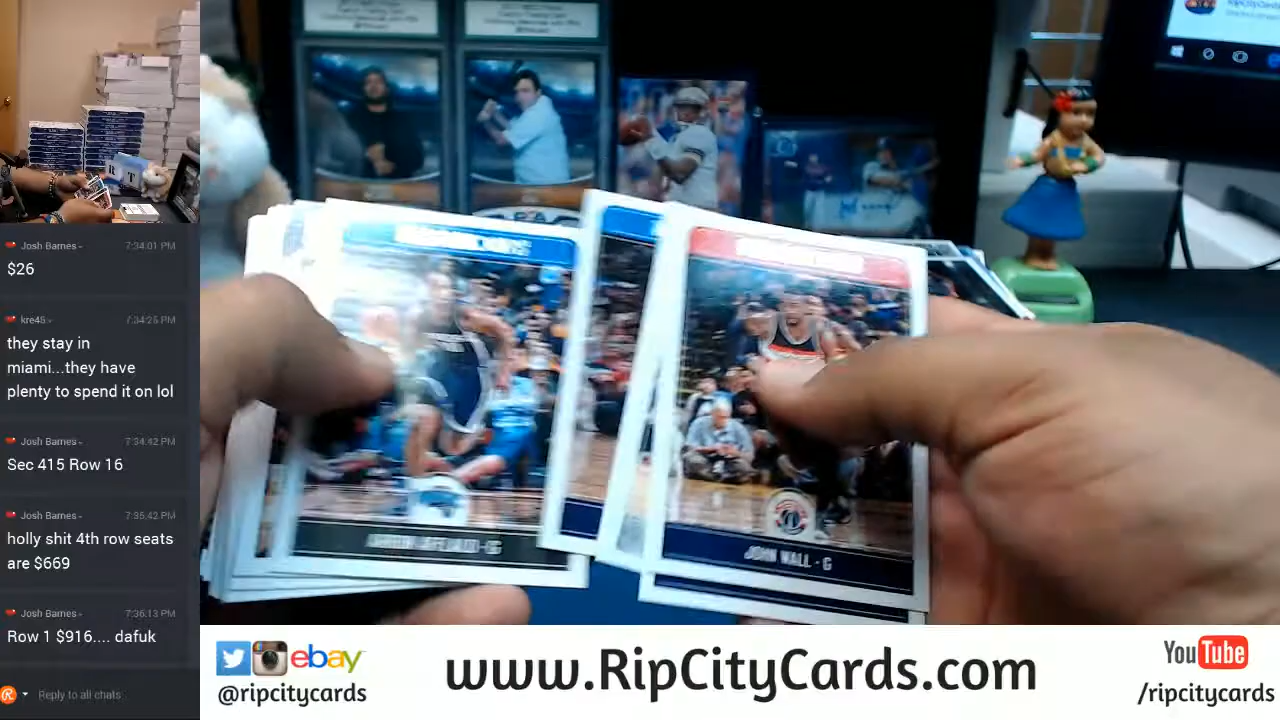 Josh Barnes - 7:34:01 PM
$26
kre45 - 7:34:25 PM
they stay in
miami...they have
plenty to spend it on lol
Josh Barnes - 7:34:42 PM
Sec 415 Row 16
Josh Barnes - 7:35:42 PM
holly shit 4th row seats
are $669
Josh Barnes - 7:36:13 PM
Row 1 $916.... dafuk
Reply to all chats
RipCityCards
JOHN WALL - G
ebay
@ripcitycards
www.RipCityCards.com
YouTube
/ripcitycards